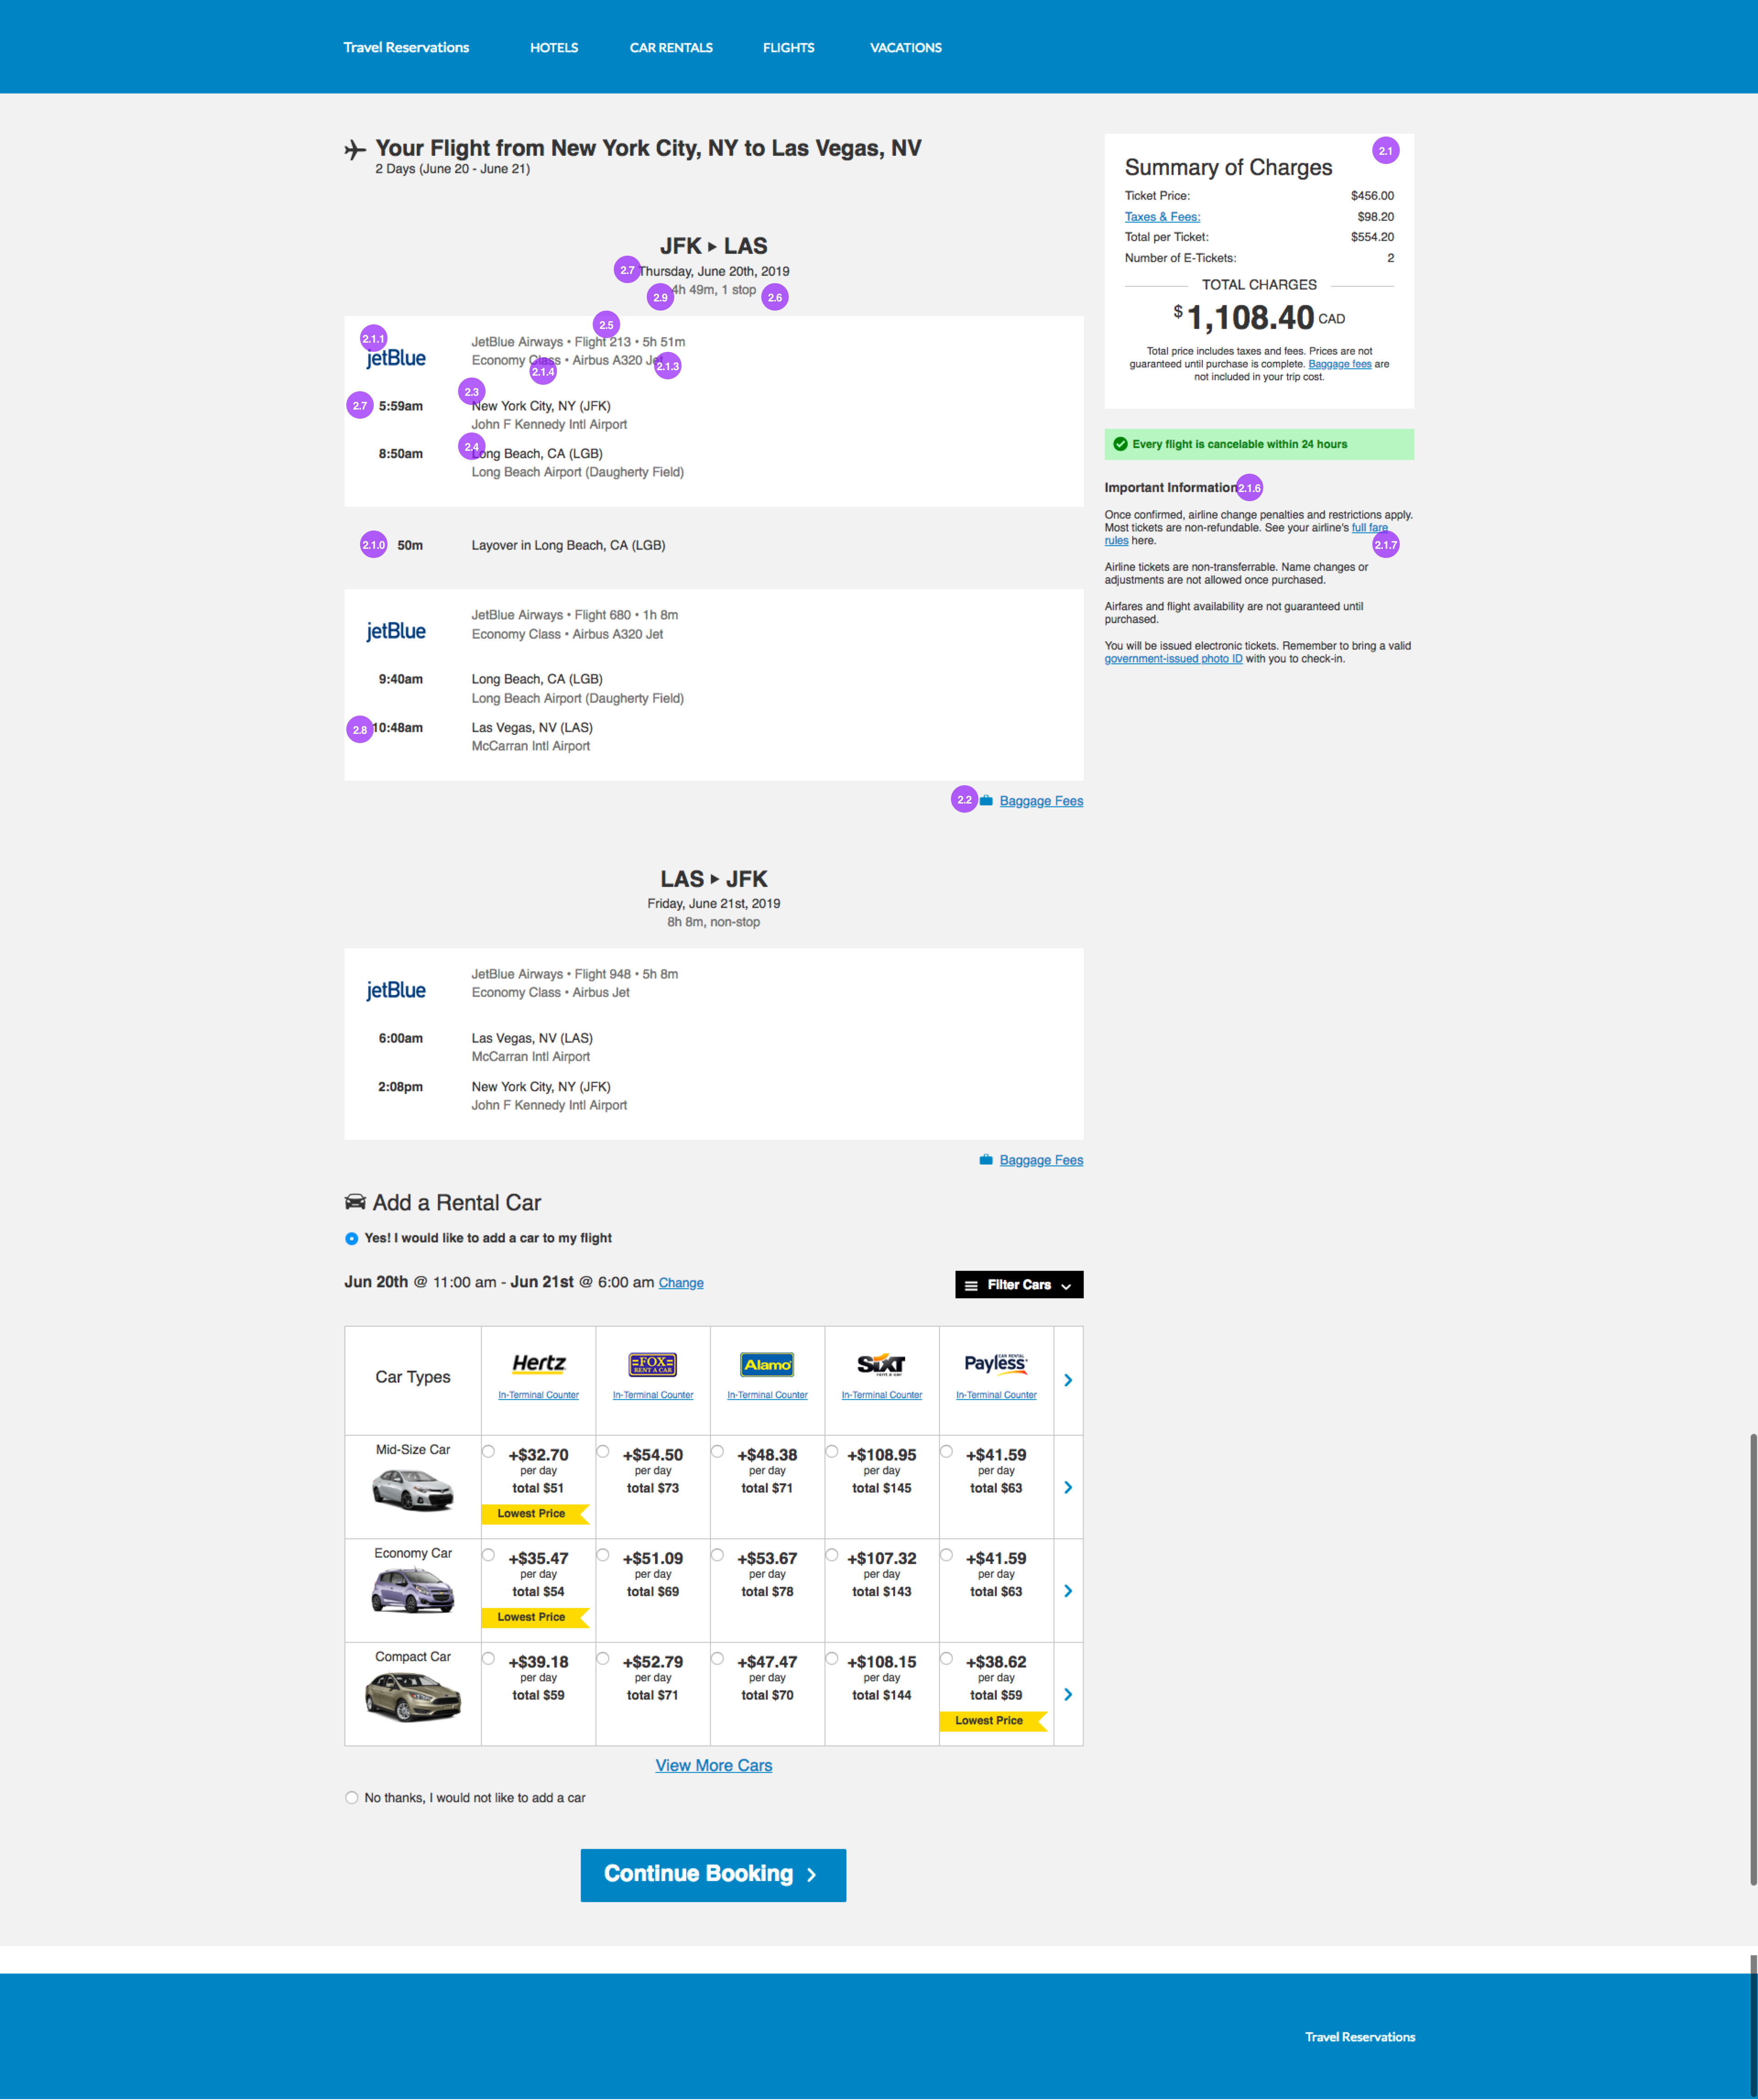 Travel Reservations HOTELS CAR RENTALS FLIGHTS VACATIONS
Your Flight from New York City, NY to Las Vegas, NV
2 Days (June 20 - June 21)
JFK ▸ LAS
2.7 Thursday, June 20th, 2019
2.9 4h 49m, 1 stop 2.6
2.5
2.1.1
jetBlue
JetBlue Airways • Flight 213 • 5h 51m
Economy Class • Airbus A320 Jet
2.1.4 2.1.3
2.3
2.7 5:59am New York City, NY (JFK)
John F Kennedy Intl Airport
2.4
8:50am Long Beach, CA (LGB)
Long Beach Airport (Daugherty Field)
2.1.0 50m Layover in Long Beach, CA (LGB)
jetBlue
JetBlue Airways • Flight 680 • 1h 8m
Economy Class • Airbus A320 Jet
9:40am Long Beach, CA (LGB)
Long Beach Airport (Daugherty Field)
2.8 10:48am Las Vegas, NV (LAS)
McCarran Intl Airport
2.2 Baggage Fees
LAS ▸ JFK
Friday, June 21st, 2019
8h 8m, non-stop
jetBlue
JetBlue Airways • Flight 948 • 5h 8m
Economy Class • Airbus Jet
6:00am Las Vegas, NV (LAS)
McCarran Intl Airport
2:08pm New York City, NY (JFK)
John F Kennedy Intl Airport
Baggage Fees
2.1
Summary of Charges
Ticket Price: $456.00
Taxes & Fees: $98.20
Total per Ticket: $554.20
Number of E-Tickets: 2
TOTAL CHARGES
$ 1,108.40 CAD
Total price includes taxes and fees. Prices are not
guaranteed until purchase is complete. Baggage fees are
not included in your trip cost.
Every flight is cancelable within 24 hours
Important Information 2.1.6
Once confirmed, airline change penalties and restrictions apply.
Most tickets are non-refundable. See your airline's full fare
rules here.
2.1.7
Airline tickets are non-transferrable. Name changes or
adjustments are not allowed once purchased.
Airfares and flight availability are not guaranteed until
purchased.
You will be issued electronic tickets. Remember to bring a valid
government-issued photo ID with you to check-in.
Add a Rental Car
Yes! I would like to add a car to my flight
Jun 20th @ 11:00 am - Jun 21st @ 6:00 am Change
Filter Cars
Car Types
Hertz FOX RENT A CAR Alamo SIXT rent a car CAR RENTAL Payless
In-Terminal Counter In-Terminal Counter In-Terminal Counter In-Terminal Counter In-Terminal Counter
Mid-Size Car
+$32.70 +$54.50 +$48.38 +$108.95 +$41.59
per day per day per day per day per day
total $51 total $73 total $71 total $145 total $63
Lowest Price
Economy Car
+$35.47 +$51.09 +$53.67 +$107.32 +$41.59
per day per day per day per day per day
total $54 total $69 total $78 total $143 total $63
Lowest Price
Compact Car
+$39.18 +$52.79 +$47.47 +$108.15 +$38.62
per day per day per day per day per day
total $59 total $71 total $70 total $144 total $59
Lowest Price
View More Cars
No thanks, I would not like to add a car
Continue Booking
Travel Reservations